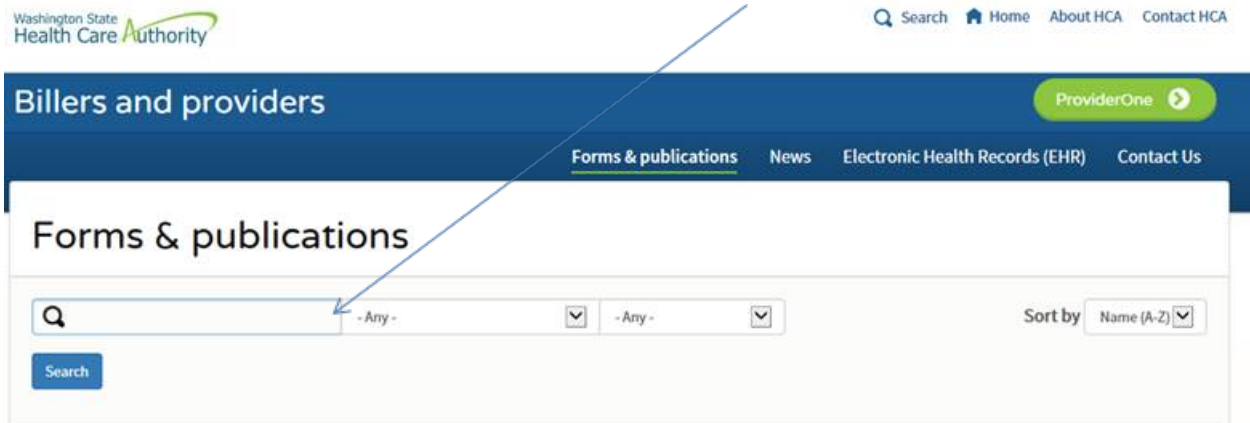 Washington State
Health Care Authority
Search Home About HCA Contact HCA
Billers and providers
ProviderOne
Forms & publications News Electronic Health Records (EHR) Contact Us
Forms & publications
- Any - - Any - Sort by Name (A-Z)
Search